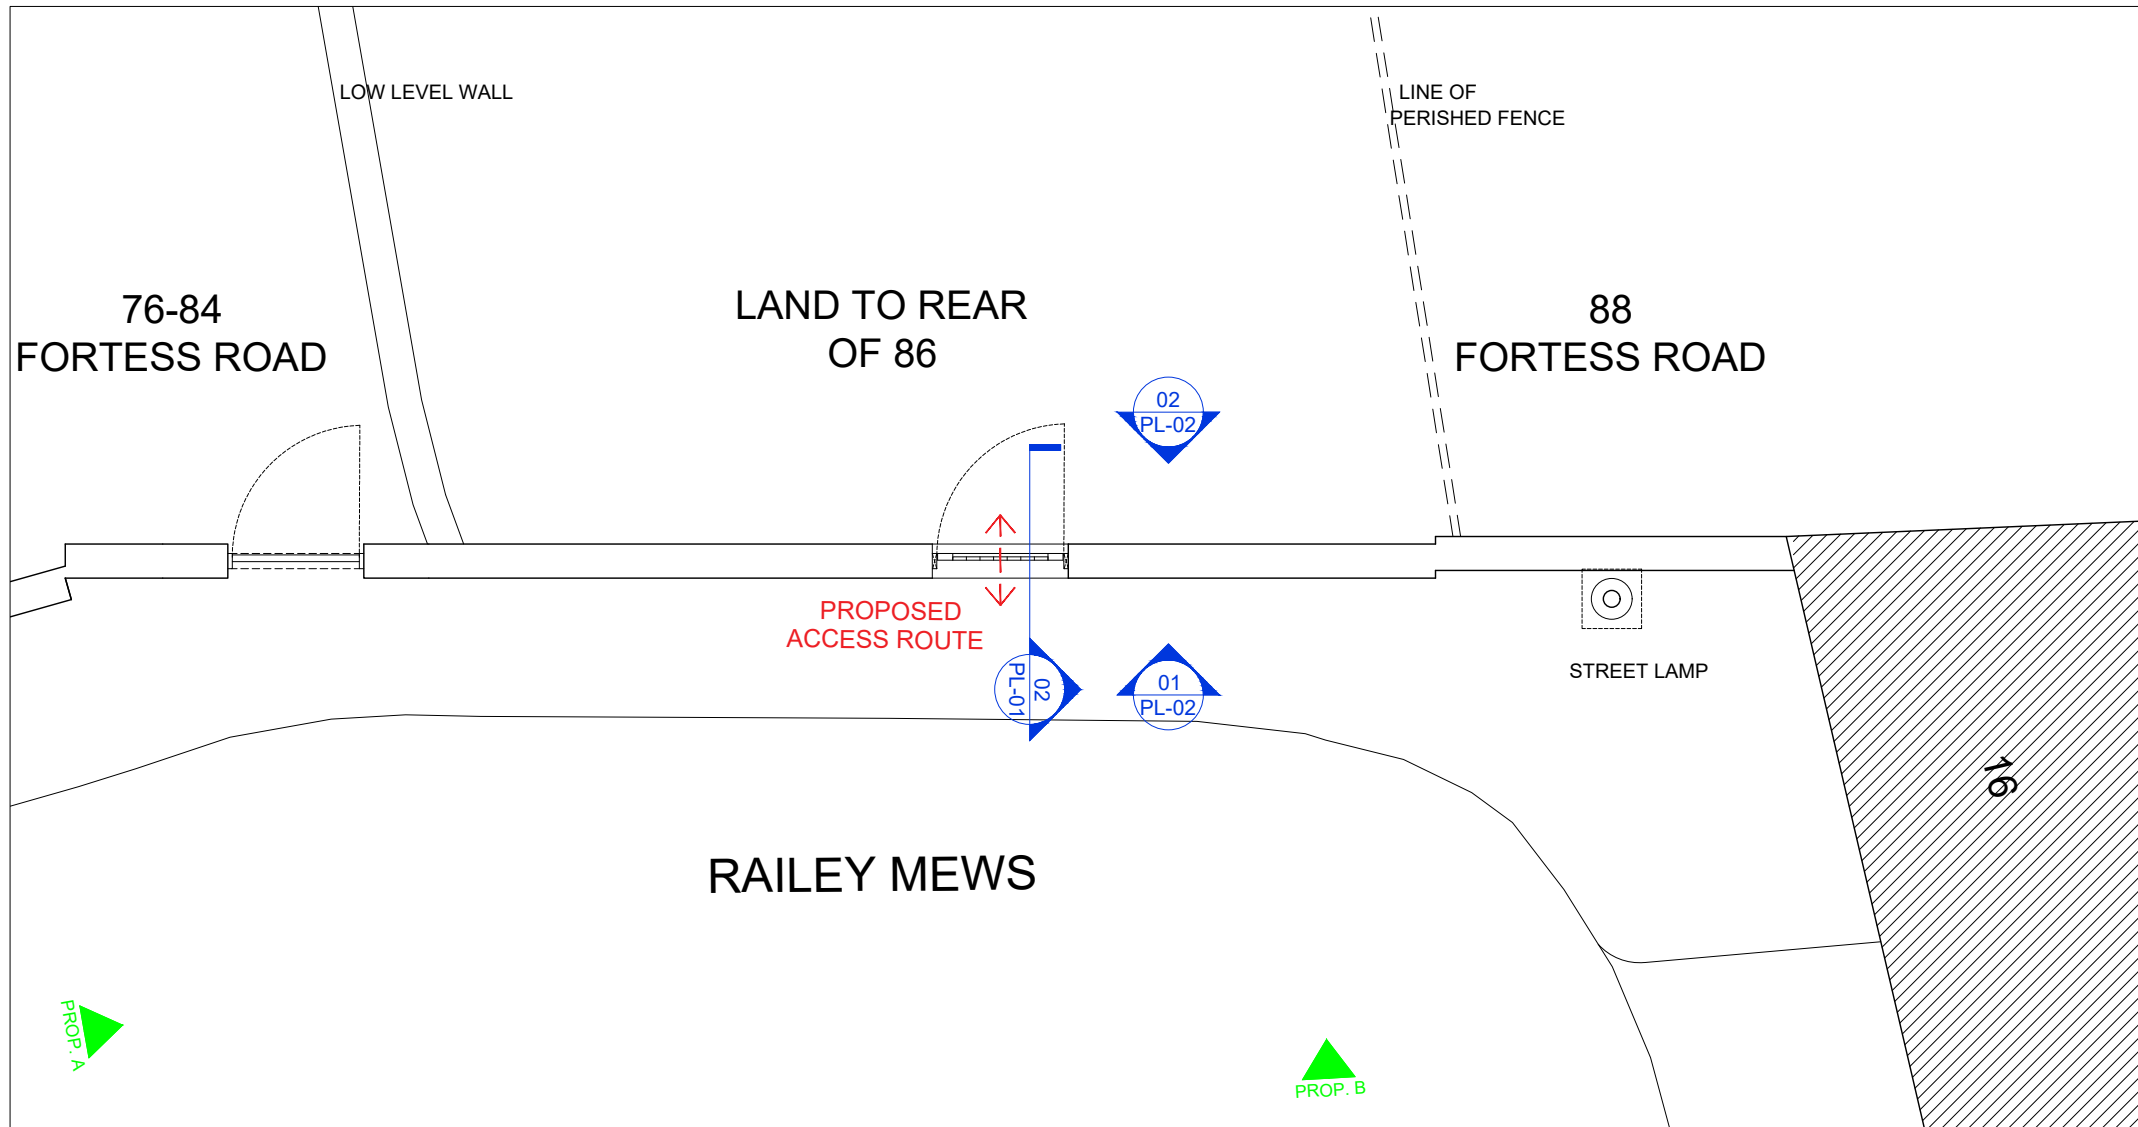 LOW LEVEL WALL
LINE OF
PERISHED FENCE
76-84
FORTESS ROAD
LAND TO REAR
OF 86
88
FORTESS ROAD
02
PL-02
PROPOSED
ACCESS ROUTE
02
PL-01
01
PL-02
STREET LAMP
16
RAILEY MEWS
PROP. A
PROP. B